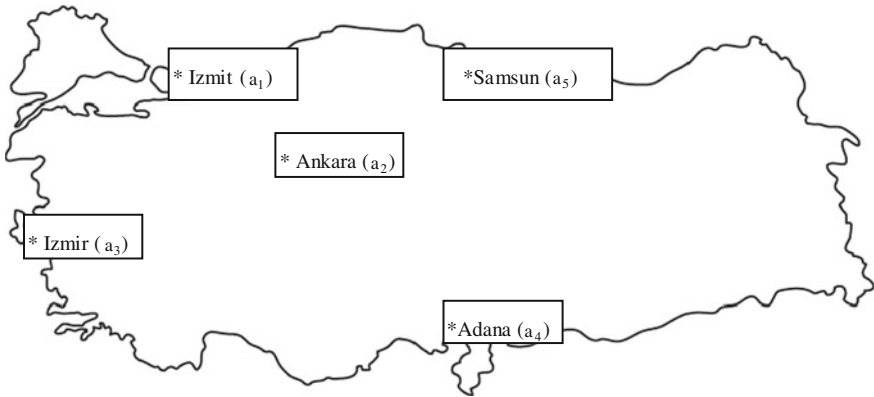 * Izmit (a₁)
*Samsun (a₅)
* Ankara (a₂)
* Izmir (a₃)
*Adana (a₄)